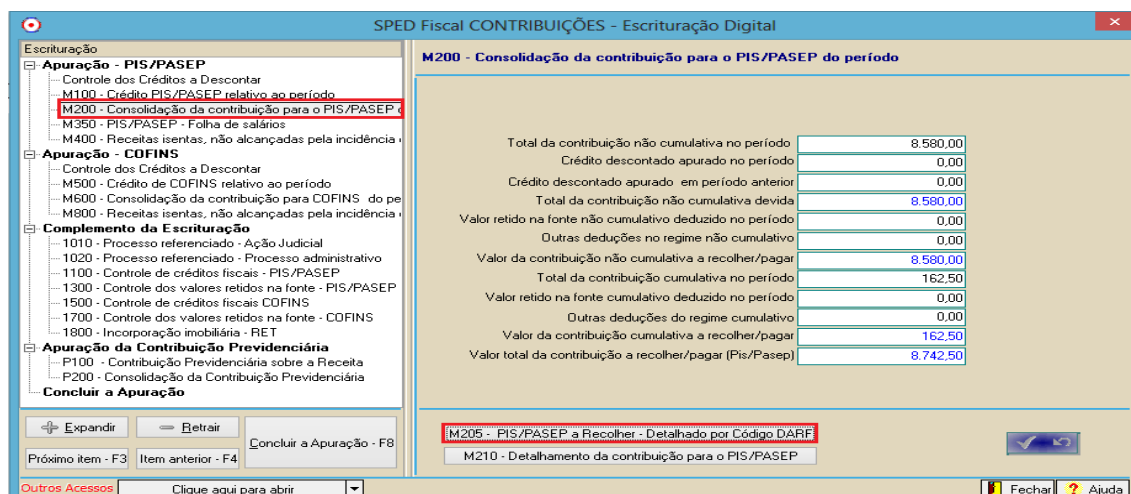 SPED Fiscal CONTRIBUIÇÕES - Escrituração Digital
Escrituração
Apuração - PIS/PASEP
Controle dos Créditos a Descontar
M100 - Crédito PIS/PASEP relativo ao período
M200 - Consolidação da contribuição para o PIS/PASEP
M350 - PIS/PASEP - Folha de salários
M400 - Receitas isentas, não alcançadas pela incidência
Apuração - COFINS
Controle dos Créditos a Descontar
M500 - Crédito de COFINS relativo ao período
M600 - Consolidação da contribuição para COFINS do pe
M800 - Receitas isentas, não alcançadas pela incidência
Complemento da Escrituração
1010 - Processo referenciado - Ação Judicial
1020 - Processo referenciado - Processo administrativo
1100 - Controle de créditos fiscais - PIS/PASEP
1300 - Controle dos valores retidos na fonte - PIS/PASEP
1500 - Controle de créditos fiscais COFINS
1700 - Controle dos valores retidos na fonte - COFINS
1800 - Incorporação imobiliária - RET
Apuração da Contribuição Previdenciária
P100 - Contribuição Previdenciária sobre a Receita
P200 - Consolidação da Contribuição Previdenciária
Concluir a Apuração
Expandir
Retrair
Próximo item - F3
Item anterior - F4
Concluir a Apuração - F8
M200 - Consolidação da contribuição para o PIS/PASEP do período
Total da contribuição não cumulativa no período 8.580,00
Crédito descontado apurado no período 0,00
Crédito descontado apurado em período anterior 0,00
Total da contribuição não cumulativa devida 8.580,00
Valor retido na fonte não cumulativo deduzido no período 0,00
Outras deduções no regime não cumulativo 0,00
Valor da contribuição não cumulativa a recolher/pagar 8.580,00
Total da contribuição cumulativa no período 162,50
Valor retido na fonte cumulativo deduzido no período 0,00
Outras deduções do regime cumulativo 0,00
Valor da contribuição cumulativa a recolher/pagar 162,50
Valor total da contribuição a recolher/pagar (Pis/Pasep) 8.742,50
M205 - PIS/PASEP a Recolher - Detalhado por Código DARF
M210 - Detalhamento da contribuição para o PIS/PASEP
Outros Acessos
Clique aqui para abrir
Fechar
Ajuda